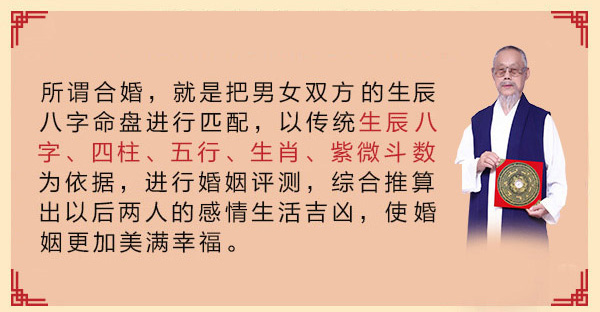 所谓合婚，就是把男女双方的生辰
八字命盘进行匹配，以传统生辰八
字、四柱、五行、生肖、紫微斗数
为依据，进行婚姻评测，综合推算
出以后两人的感情生活吉凶，使婚
姻更加美满幸福。